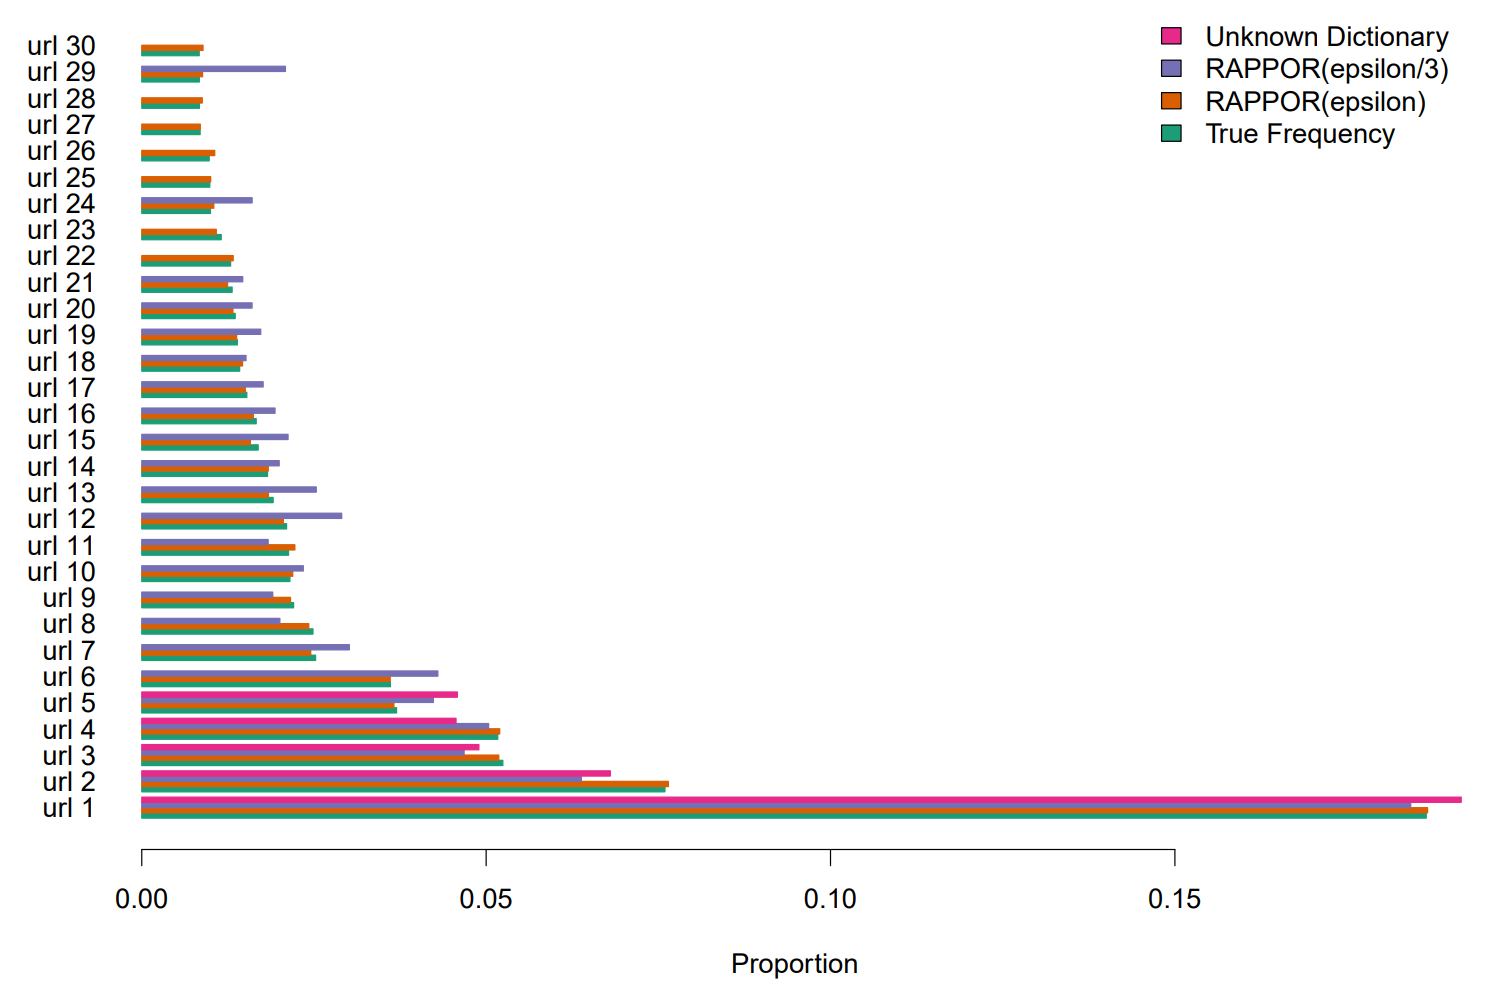 Unknown Dictionary
RAPPOR(epsilon/3)
RAPPOR(epsilon)
True Frequency
url 30
url 29
url 28
url 27
url 26
url 25
url 24
url 23
url 22
url 21
url 20
url 19
url 18
url 17
url 16
url 15
url 14
url 13
url 12
url 11
url 10
url 9
url 8
url 7
url 6
url 5
url 4
url 3
url 2
url 1
0.00 0.05 0.10 0.15
Proportion